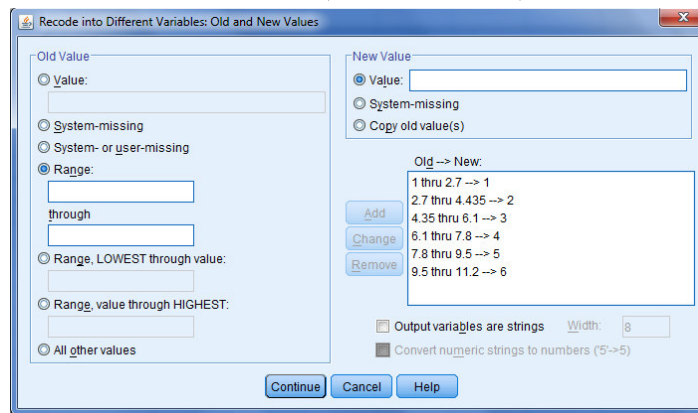 Recode into Different Variables: Old and New Values
Old Value
Value:
System-missing
System- or user-missing
Range:
through
Range, LOWEST through value:
Range, value through HIGHEST:
All other values
New Value
Value:
System-missing
Copy old value(s)
Old --> New:
1 thru 2.7 --> 1
2.7 thru 4.435 --> 2
4.35 thru 6.1 --> 3
6.1 thru 7.8 --> 4
7.8 thru 9.5 --> 5
9.5 thru 11.2 --> 6
Add
Change
Remove
Output variables are strings Width: 8
Convert numeric strings to numbers ('5'->5)
Continue Cancel Help